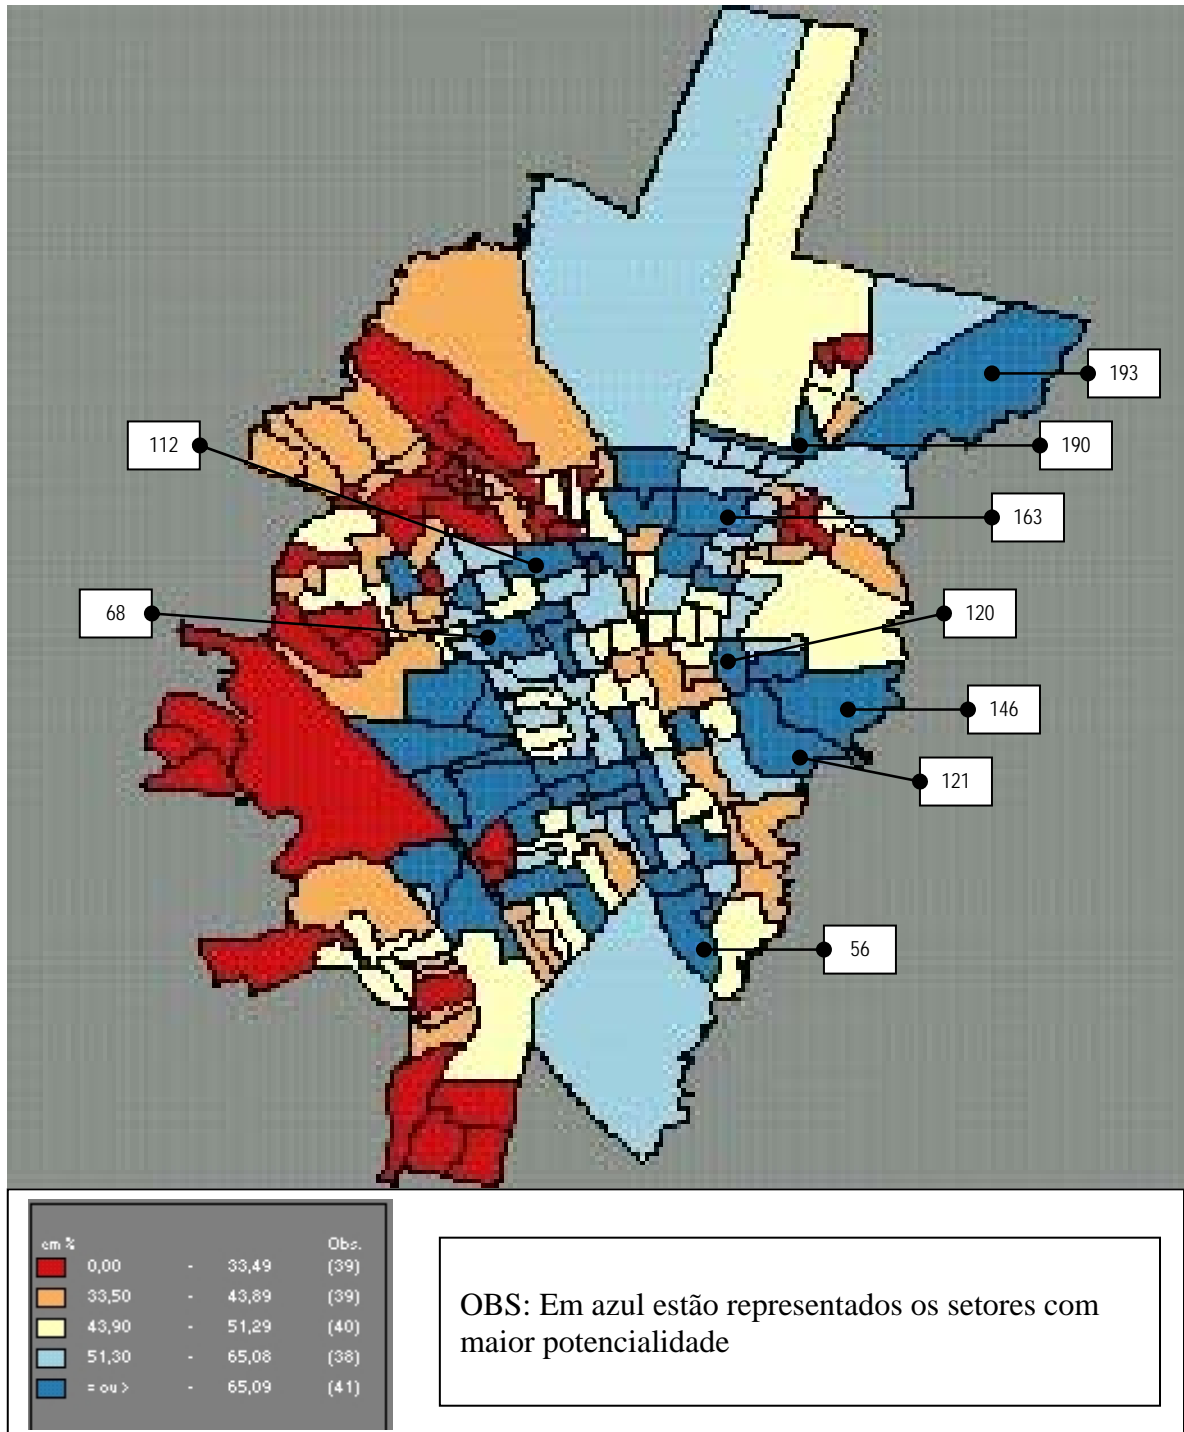 193
112
190
163
68
120
146
121
56
em % Obs.
0,00 - 33,49 (39)
33,50 - 43,89 (39)
43,90 - 51,29 (40)
51,30 - 65,08 (38)
= ou > - 65,09 (41)
OBS: Em azul estão representados os setores com
maior potencialidade